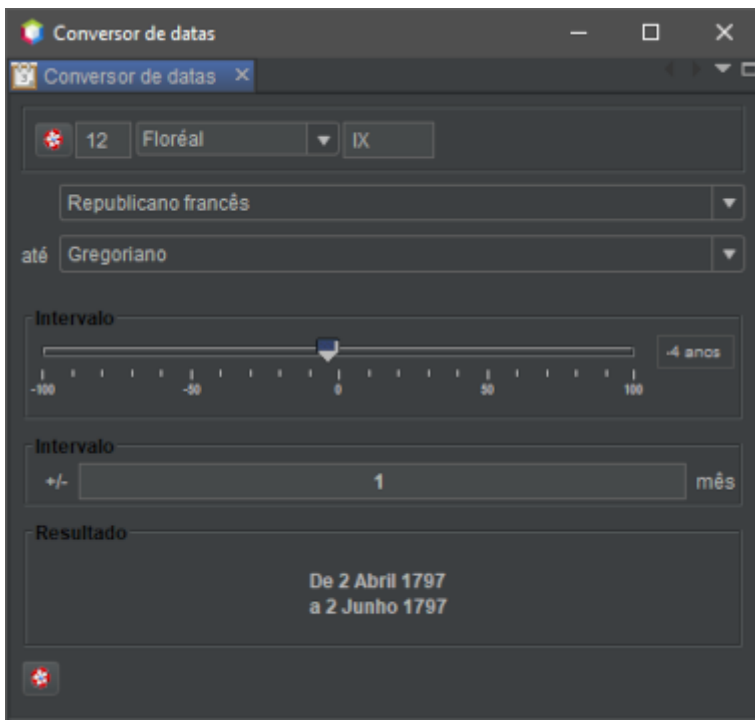 Conversor de datas
Conversor de datas
12 Floréal IX
Republicano francês
até Gregoriano
Intervalo
-4 anos
-100 -50 0 50 100
Intervalo
+/- 1 mês
Resultado
De 2 Abril 1797
a 2 Junho 1797